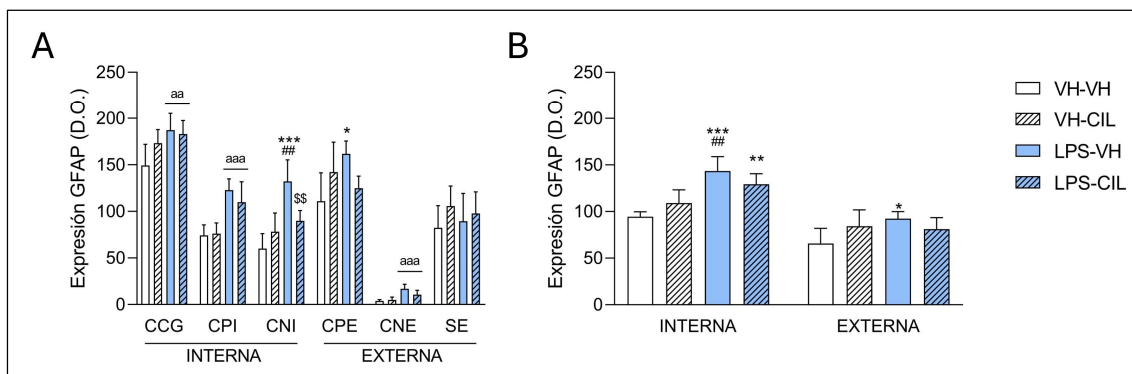 A
Expresión GFAP (D.O.)
250
200
150
100
50
0
aa
aaa
***
##
$$
*
aaa
CCG CPI CNI CPE CNE SE
INTERNA EXTERNA
B
Expresión GFAP (D.O.)
250
200
150
100
50
0
***
##
**
*
INTERNA EXTERNA
VH-VH
VH-CIL
LPS-VH
LPS-CIL